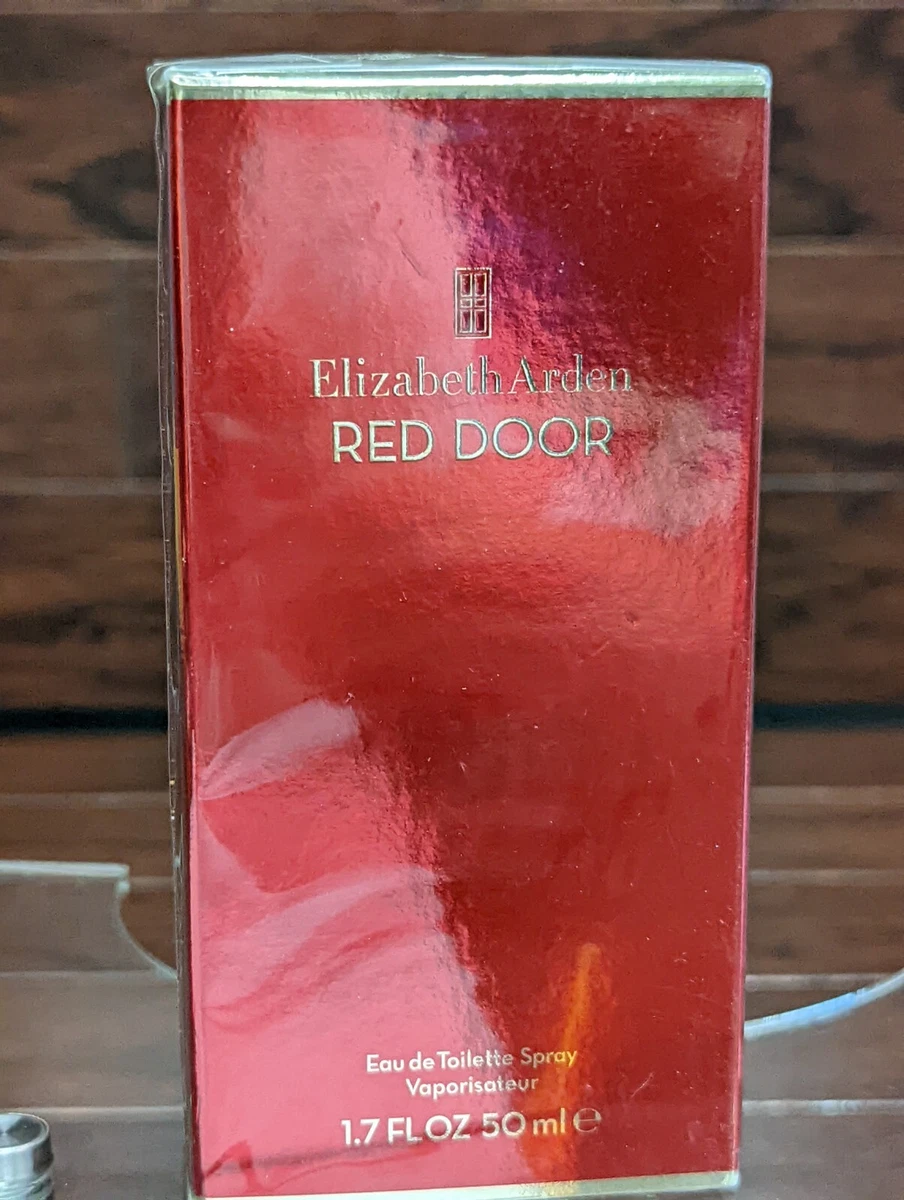 Elizabeth Arden
RED DOOR
Eau de Toilette Spray
Vaporisateur
1.7 FL OZ 50 ml ℮